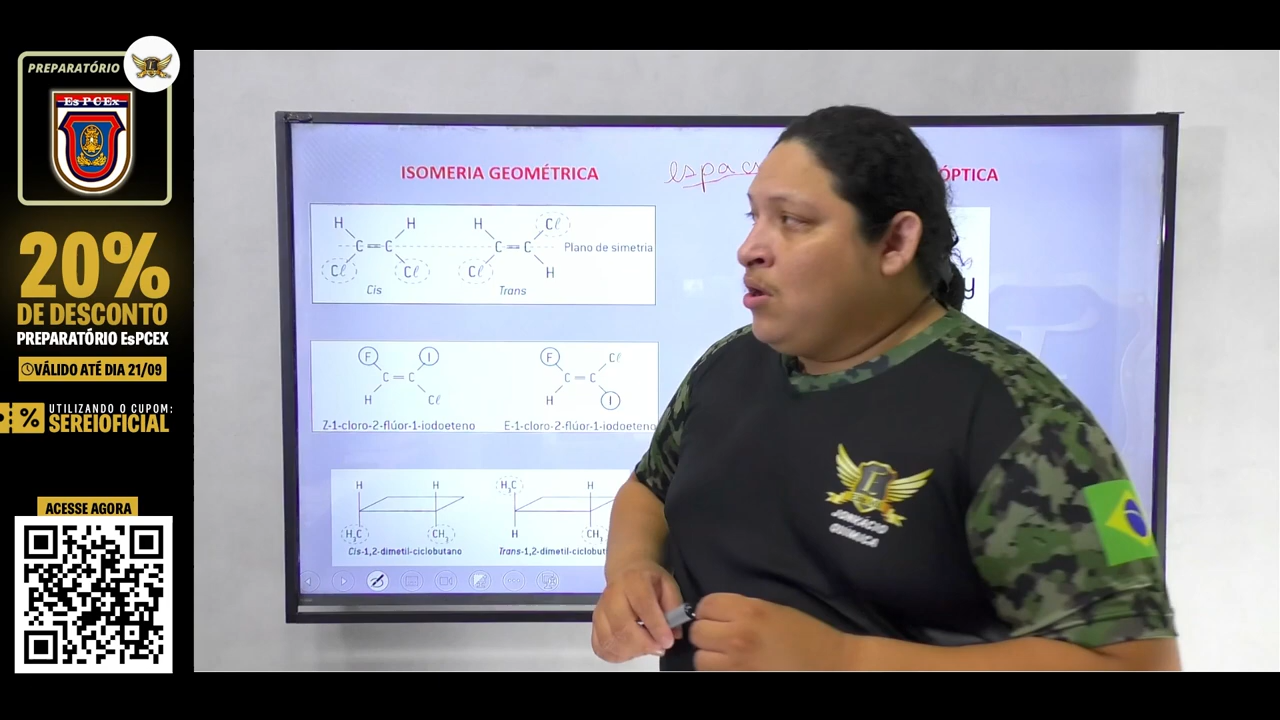 PREPARATÓRIO
EsPCEx
20%
DE DESCONTO
PREPARATÓRIO EsPCEX
VÁLIDO ATÉ DIA 21/09
%
UTILIZANDO O CUPOM:
SEREIOFICIAL
ACESSE AGORA
ISOMERIA GEOMÉTRICA
espac
ÓPTICA
H H H Cℓ
C = C C = C Plano de simetria
Cℓ Cℓ Cℓ H
Cis Trans
F I F Cℓ
C = C C = C
H Cℓ H I
Z-1-cloro-2-flúor-1-iodoeteno E-1-cloro-2-flúor-1-iodoeteno
y
H H H₃C H
H₃C CH₃ H CH₃
Cis-1,2-dimetil-ciclobutano Trans-1,2-dimetil-ciclobut
QUÍMICA